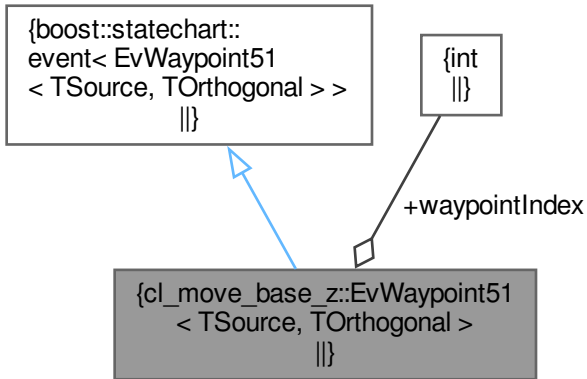 {boost::statechart::
event< EvWaypoint51
< TSource, TOrthogonal > >
||}
{int
||}
+waypointIndex
{cl_move_base_z::EvWaypoint51
< TSource, TOrthogonal >
||}